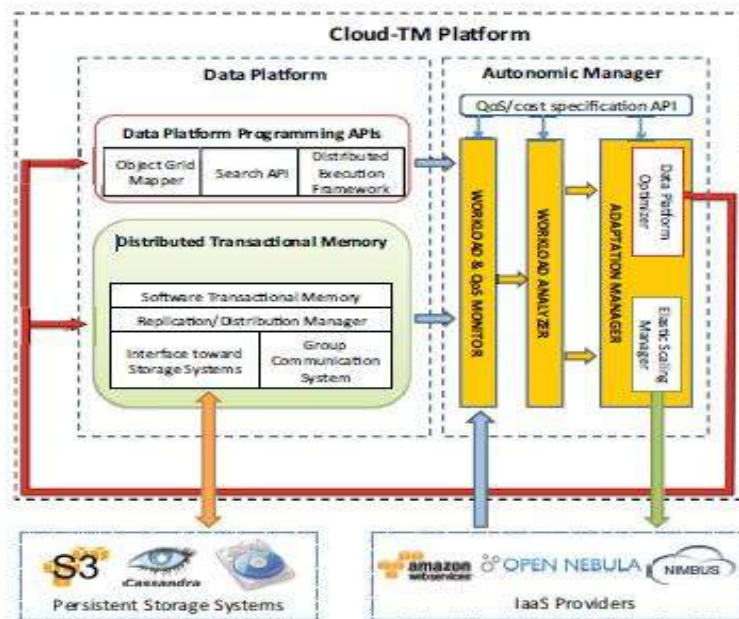 Cloud-TM Platform
Data Platform
Data Platform Programming APIs
Object Grid
Mapper
Search API
Distributed
Execution
Framework
Distributed Transactional Memory
Software Transactional Memory
Replication/Distribution Manager
Interface toward
Storage Systems
Group
Communication
System
Autonomic Manager
QoS/cost specification API
WORKLOAD & QoS MONITOR
WORKLOAD ANALYZER
ADAPTATION MANAGER
Data Platform
Optimizer
Elastic Scaling
Manager
S3
Cassandra
Persistent Storage Systems
amazon
webservices
OPEN NEBULA
NIMBUS
IaaS Providers